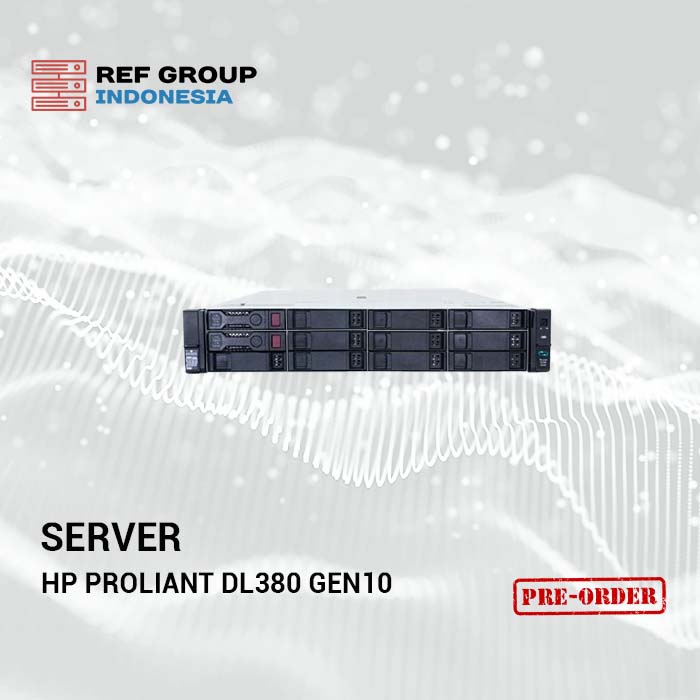 REF GROUP
INDONESIA
SERVER
HP PROLIANT DL380 GEN10
PRE-ORDER